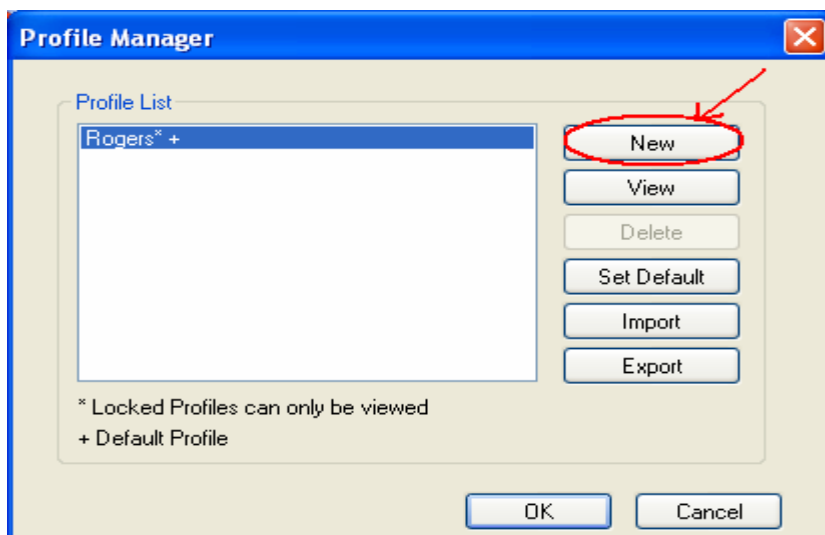 Profile Manager
Profile List
Rogers* +
New
View
Delete
Set Default
Import
Export
* Locked Profiles can only be viewed
+ Default Profile
OK
Cancel